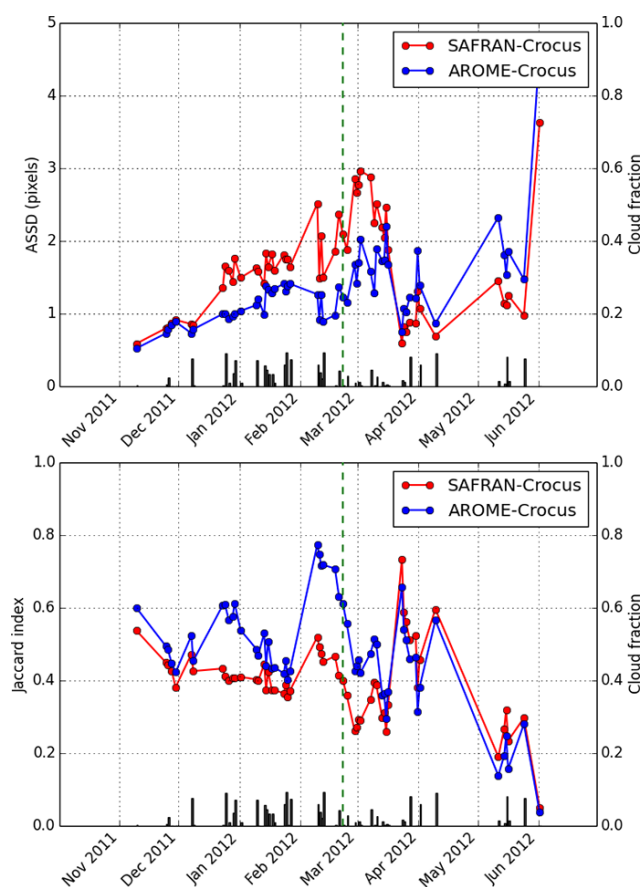 5
4
3
2
1
0
ASSD (pixels)
1.0
0.8
0.6
0.4
0.2
0.0
Cloud fraction
SAFRAN-Crocus
AROME-Crocus
Nov 2011
Dec 2011
Jan 2012
Feb 2012
Mar 2012
Apr 2012
May 2012
Jun 2012
1.0
0.8
0.6
0.4
0.2
0.0
Jaccard index
1.0
0.8
0.6
0.4
0.2
0.0
Cloud fraction
SAFRAN-Crocus
AROME-Crocus
Nov 2011
Dec 2011
Jan 2012
Feb 2012
Mar 2012
Apr 2012
May 2012
Jun 2012